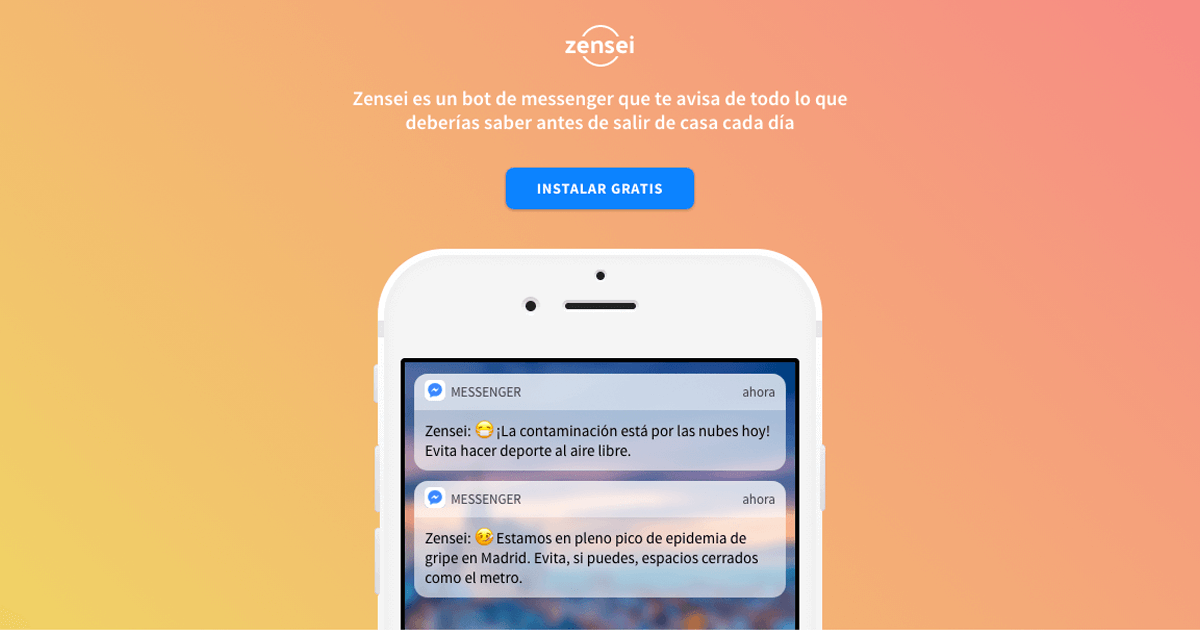 zensei
Zensei es un bot de messenger que te avisa de todo lo que
deberías saber antes de salir de casa cada día
INSTALAR GRATIS
MESSENGER ahora
Zensei: 😷 ¡La contaminación está por las nubes hoy!
Evita hacer deporte al aire libre.
MESSENGER ahora
Zensei: 🤒 Estamos en pleno pico de epidemia de
gripe en Madrid. Evita, si puedes, espacios cerrados
como el metro.